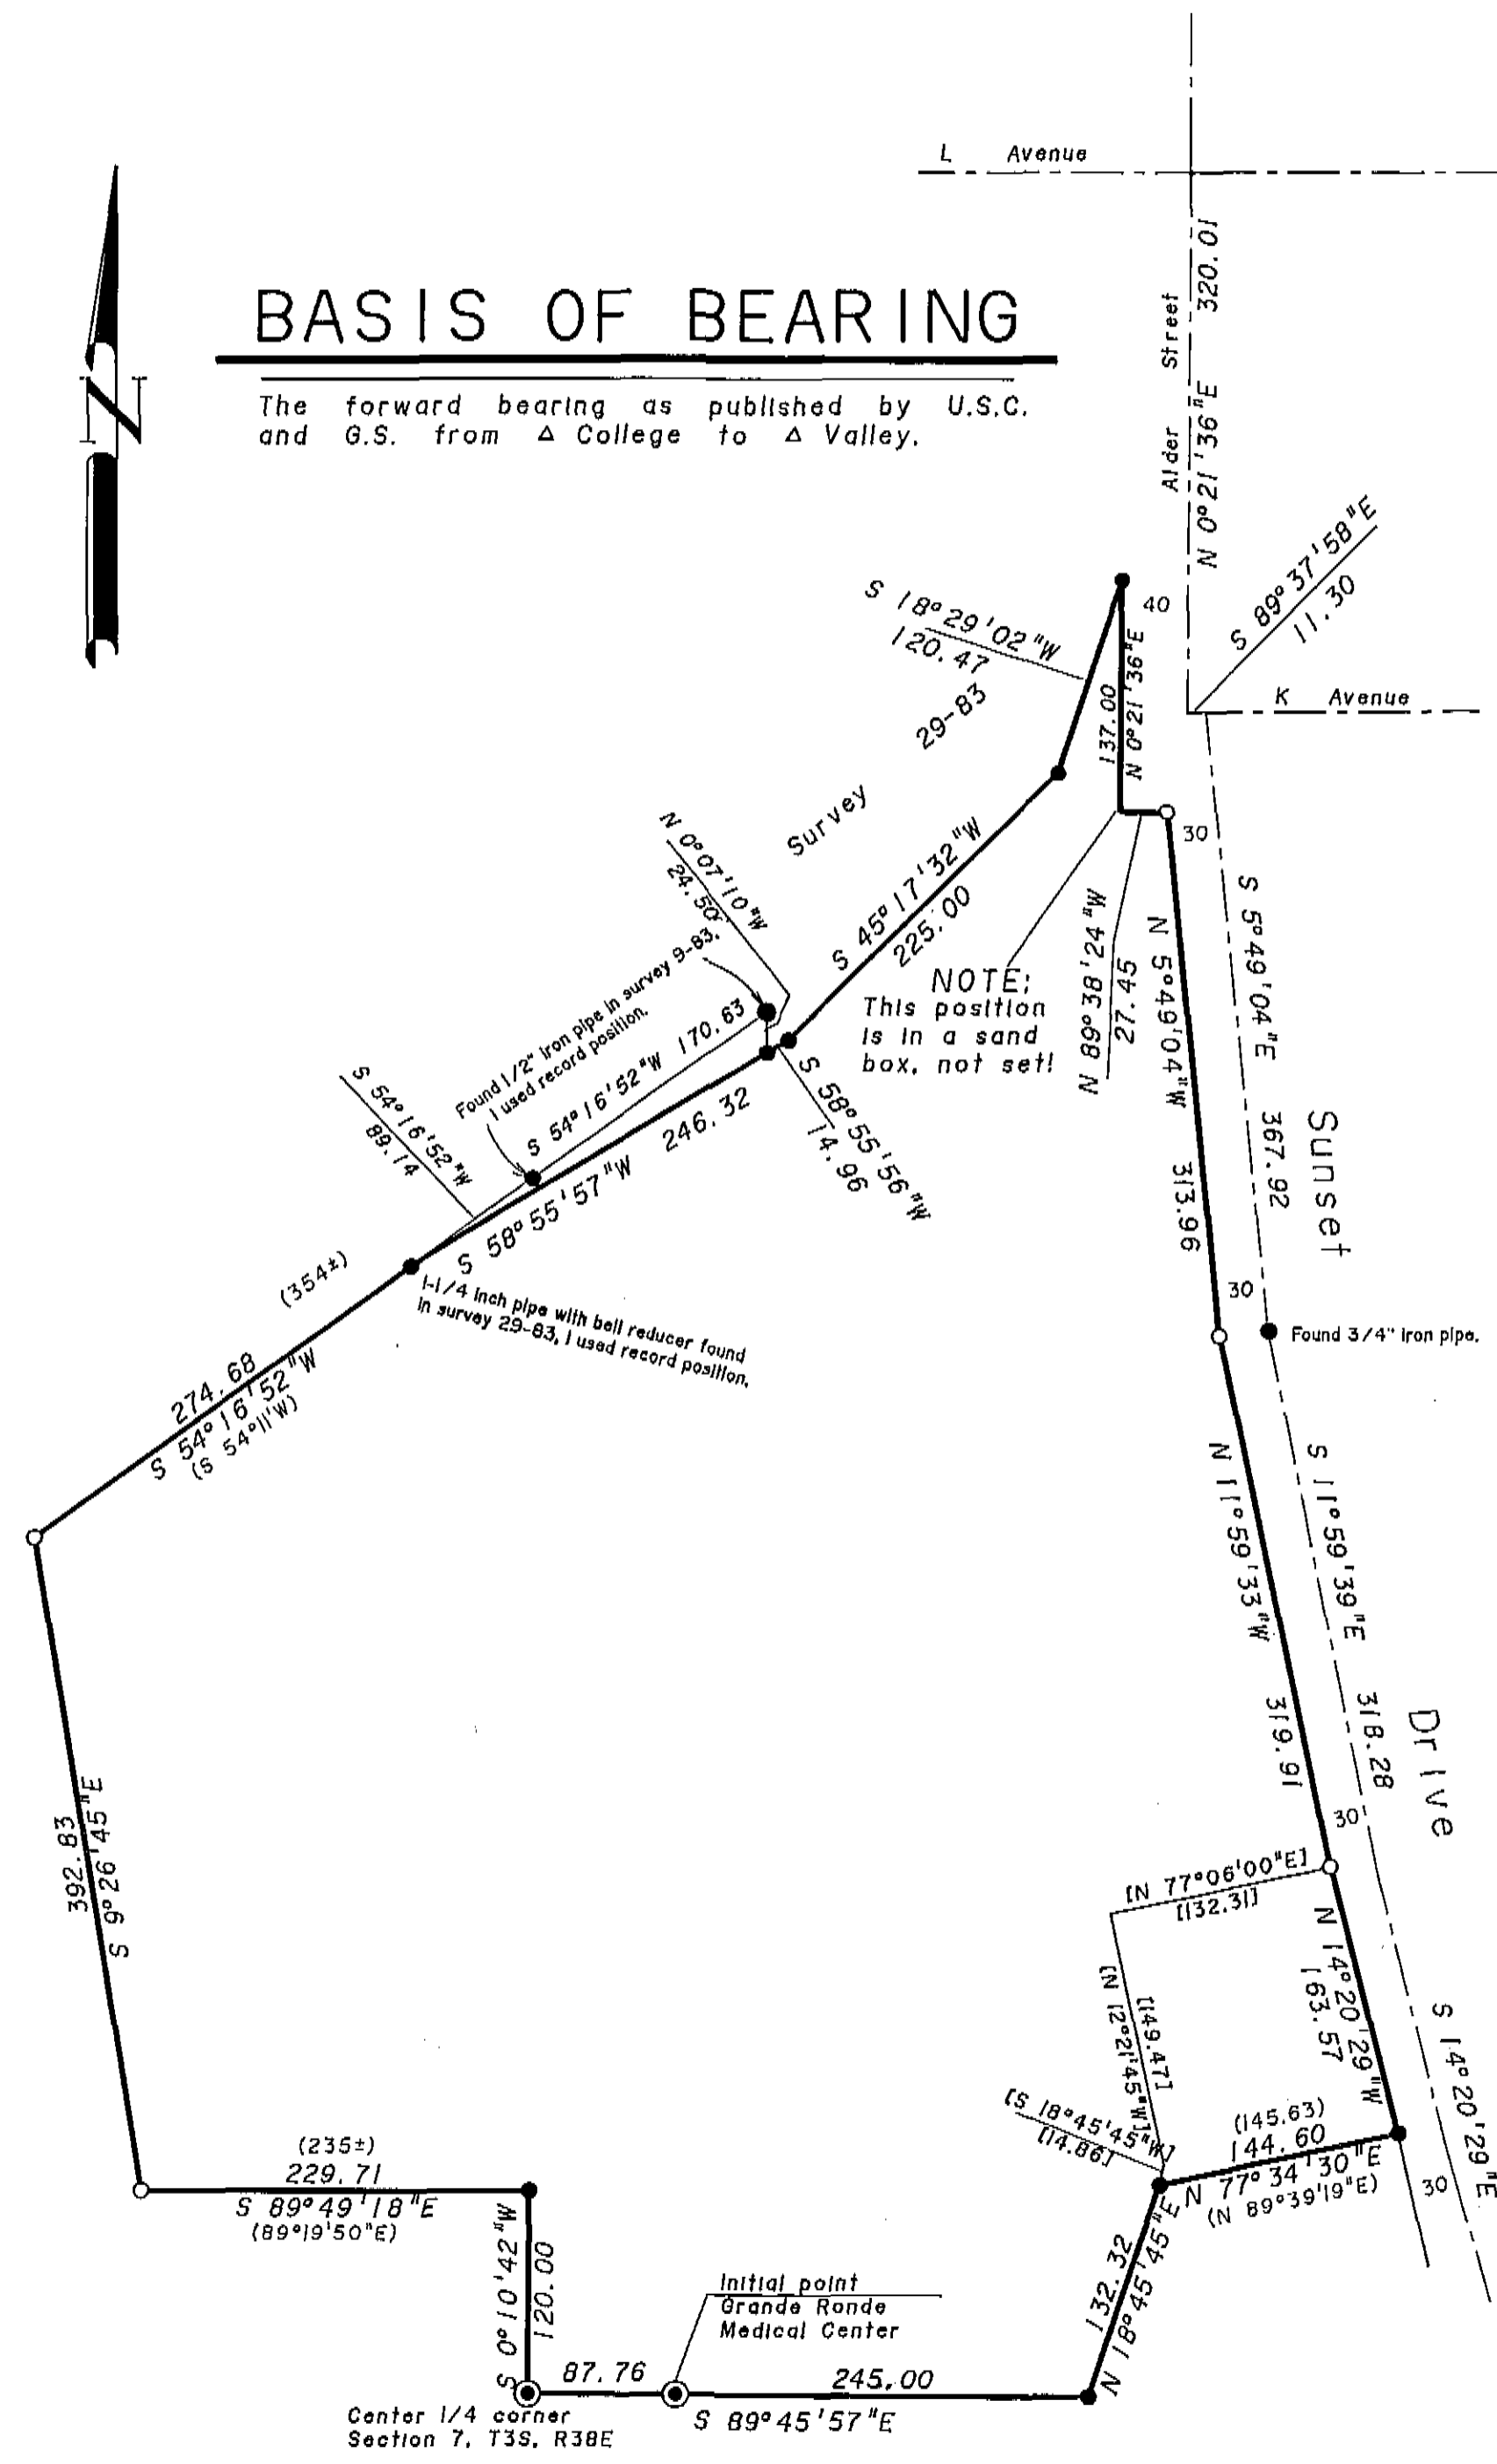 L Avenue
Alder Street
N 0°21'36"E 320.01
BASIS OF BEARING
The forward bearing as published by U.S.C.
and G.S. from Δ College to Δ Valley.
N
S 89°37'58"E
11.30
K Avenue
40
S 18°29'02"W
120.47
137.00
N 0°21'36"E
Survey 29-83
30
N 0°07'10"W
24.50
S 45°17'32"W
225.00
NOTE:
This position
is in a sand
box, not set!
N 89°38'24"W
27.45
N 5°49'04"W 313.96
S 5°49'04"E 367.92
Sunset Drive
Found 1/2" iron pipe in survey 9-83.
I used record position.
S 54°16'52"W 170.63
S 54°16'52"W
89.74
S 58°55'57"W 246.32
S 58°55'56"W
14.96
(354±)
1-1/4 inch pipe with bell reducer found
in survey 29-83, I used record position.
30
Found 3/4" iron pipe.
274.68
S 54°16'52"W
(S 54°11'W)
N 11°59'33"W 319.91
S 11°59'39"E 318.28
30
392.83
S 9°26'45"E
[N 77°06'00"E]
[132.31]
N 14°20'29"W
163.57
S 14°20'29"E
[149.47]
[N 12°21'45"W]
[S 18°45'45"W]
[14.86]
(145.63)
144.60
N 77°34'30"E
(N 89°39'19"E)
30
(235±)
229.71
S 89°49'18"E
(89°19'50"E)
S 0°10'42"W
120.00
132.32
N 18°45'45"E
Initial point
Grande Ronde
Medical Center
87.76
245.00
S 89°45'57"E
Center 1/4 corner
Section 7, T3S, R38E